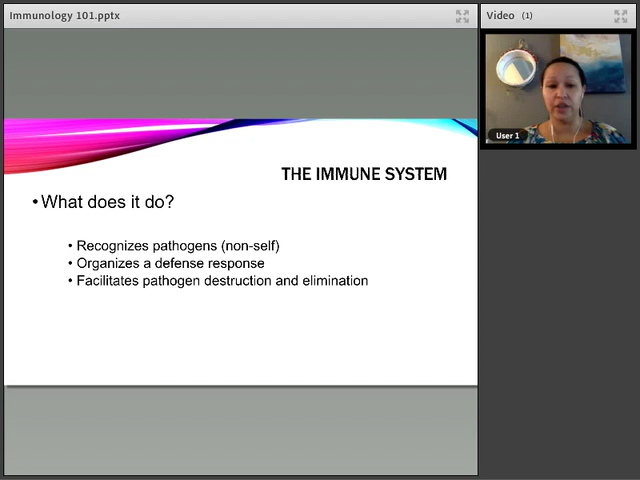 Immunology 101.pptx
Video (1)
User 1
THE IMMUNE SYSTEM
•What does it do?
• Recognizes pathogens (non-self)
• Organizes a defense response
• Facilitates pathogen destruction and elimination